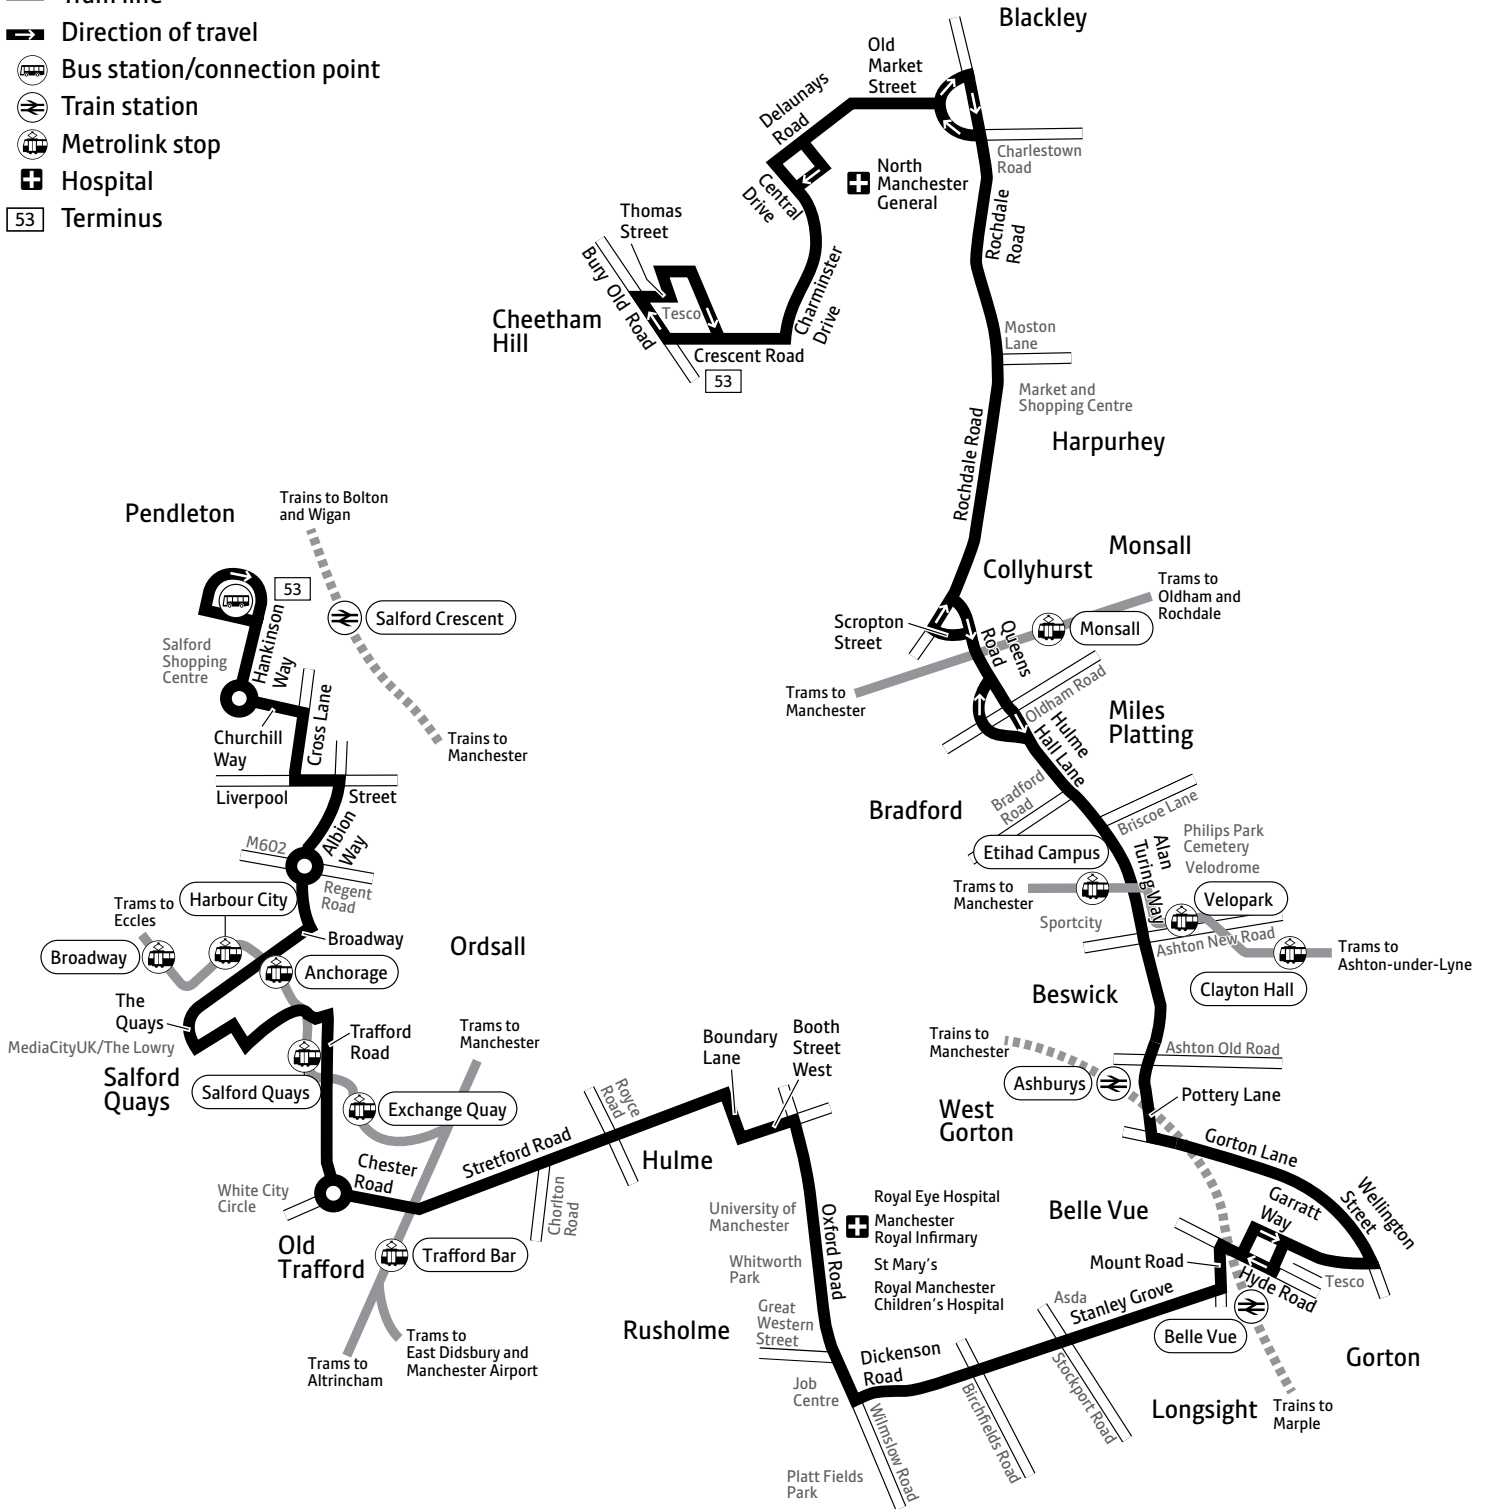 Tram line
Direction of travel
Bus station/connection point
Train station
Metrolink stop
Hospital
53 Terminus
Blackley
Old
Market
Street
Delaunays
Road
Charlestown
Road
North
Manchester
General
Central
Drive
Thomas
Street
Rochdale
Road
Bury Old Road
Tesco
Charminster
Drive
Cheetham
Hill
Crescent Road
53
Moston
Lane
Market and
Shopping Centre
Harpurhey
Rochdale Road
Pendleton
Trains to Bolton
and Wigan
53
Salford Crescent
Salford
Shopping
Centre
Hankinson
Way
Churchill
Way
Cross Lane
Trains to
Manchester
Liverpool
Street
Monsall
Collyhurst
Trams to
Oldham and
Rochdale
Scropton
Street
Queens
Road
Monsall
Trams to
Manchester
Oldham Road
Miles
Platting
Hulme
Hall Lane
Bradford
Bradford
Road
Briscoe Lane
Etihad Campus
Alan
Turing Way
Philips Park
Cemetery
Velodrome
Trams to
Manchester
Velopark
Sportcity
Ashton New Road
Trams to
Ashton-under-Lyne
Clayton Hall
Beswick
Albion
Way
M602
Regent
Road
Harbour City
Trams to
Eccles
Broadway
Broadway
Ordsall
Anchorage
The
Quays
MediaCityUK/The Lowry
Trafford
Road
Trams to
Manchester
Salford
Quays
Salford Quays
Exchange Quay
Boundary
Lane
Booth
Street
West
Royce
Road
Stretford Road
Hulme
Chester
Road
White City
Circle
Chorlton
Road
Old
Trafford
Trafford Bar
Trams to
East Didsbury and
Manchester Airport
Trams to
Altrincham
Trains to
Manchester
Ashton Old Road
Ashburys
Pottery Lane
West
Gorton
Gorton Lane
Wellington
Street
Garratt
Way
Belle Vue
Mount Road
Hyde Road
Tesco
University of
Manchester
Oxford Road
Royal Eye Hospital
Manchester
Royal Infirmary
St Mary's
Royal Manchester
Children's Hospital
Whitworth
Park
Great
Western
Street
Rusholme
Asda
Stanley Grove
Belle Vue
Gorton
Dickenson
Road
Job
Centre
Stockport Road
Birchfields Road
Longsight
Trains to
Marple
Wilmslow Road
Platt Fields
Park